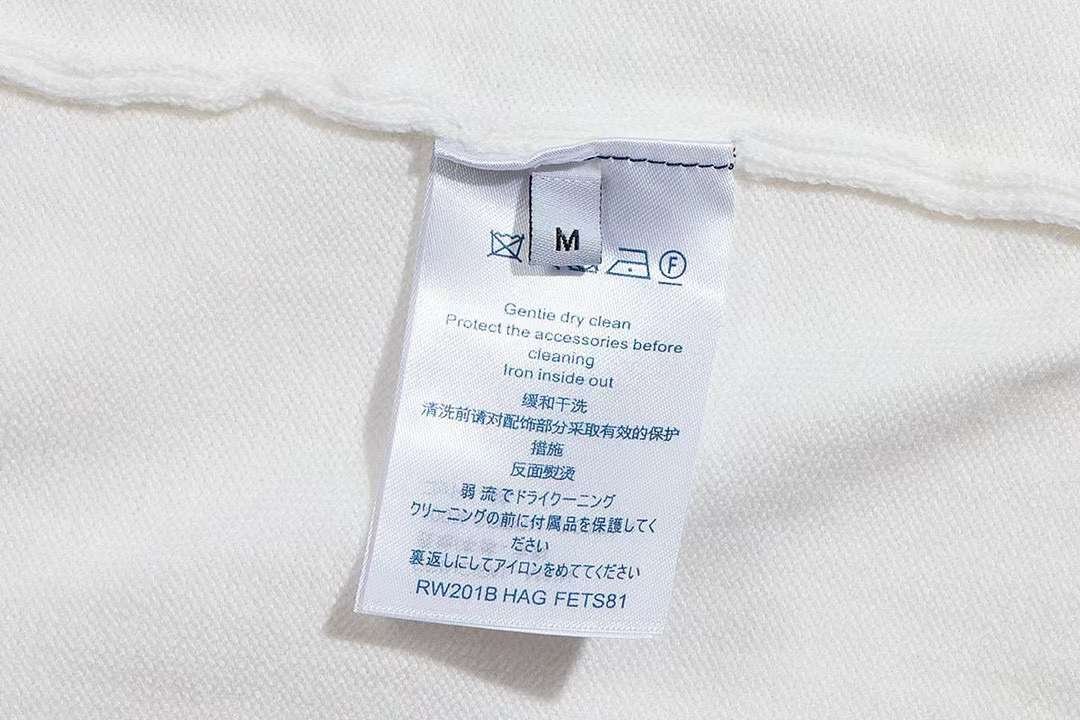 M
F
Gentie dry clean
Protect the accessories before
cleaning
Iron inside out
缓和干洗
清洗前请对配饰部分采取有效的保护
措施
反面熨烫
弱 流でドライクーニング
クリーニングの前に付属品を保護してく
ださい
裏返しにしてアイロンをめててください
RW201B HAG FETS81